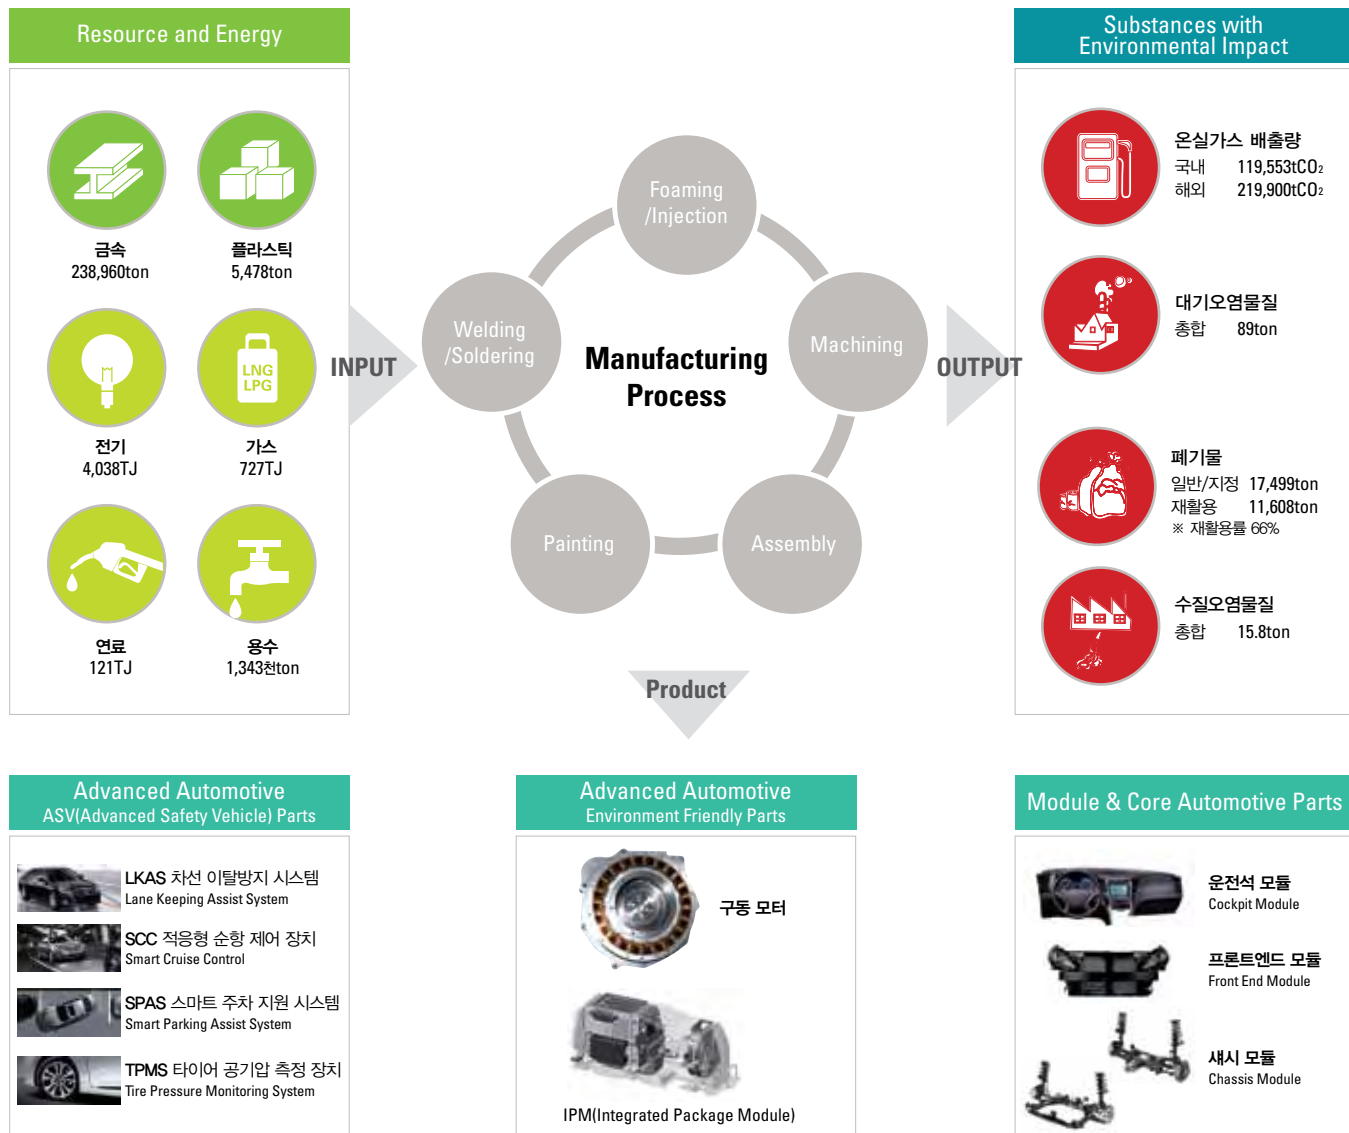 Resource and Energy
금속
238,960ton
플라스틱
5,478ton
전기
4,038TJ
LNG
LPG
가스
727TJ
연료
121TJ
용수
1,343천ton
INPUT
Foaming
/Injection
Welding
/Soldering
Machining
Manufacturing
Process
Painting
Assembly
OUTPUT
Product
Substances with
Environmental Impact
온실가스 배출량
국내 119,553tCO₂
해외 219,900tCO₂
대기오염물질
총합 89ton
폐기물
일반/지정 17,499ton
재활용 11,608ton
※ 재활용률 66%
수질오염물질
총합 15.8ton
Advanced Automotive
ASV(Advanced Safety Vehicle) Parts
LKAS 차선 이탈방지 시스템
Lane Keeping Assist System
SCC 적응형 순항 제어 장치
Smart Cruise Control
SPAS 스마트 주차 지원 시스템
Smart Parking Assist System
TPMS 타이어 공기압 측정 장치
Tire Pressure Monitoring System
Advanced Automotive
Environment Friendly Parts
구동 모터
IPM(Integrated Package Module)
Module & Core Automotive Parts
운전석 모듈
Cockpit Module
프론트엔드 모듈
Front End Module
섀시 모듈
Chassis Module